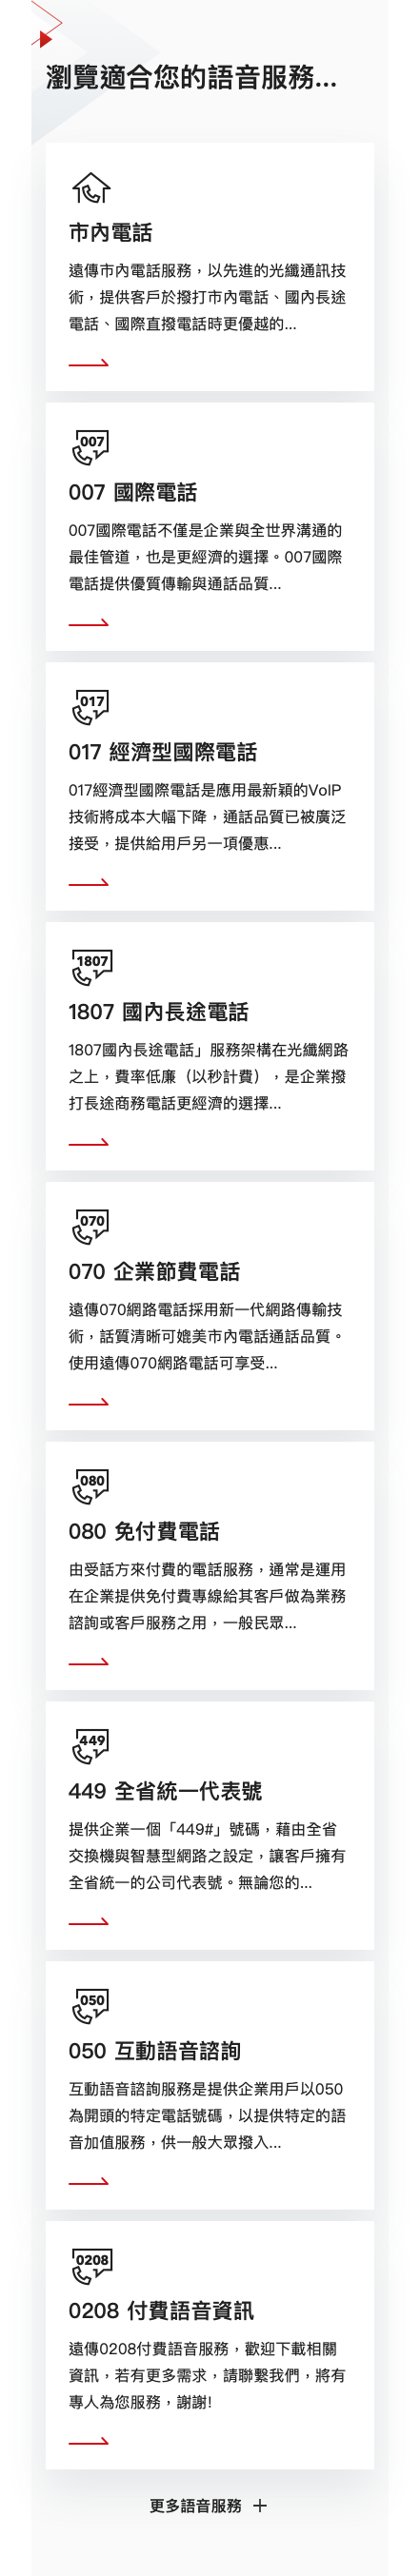 瀏覽適合您的語音服務...
市內電話
遠傳市內電話服務，以先進的光纖通訊技
術，提供客戶於撥打市內電話、國內長途
電話、國際直撥電話時更優越的...
007
007 國際電話
007國際電話不僅是企業與全世界溝通的
最佳管道，也是更經濟的選擇。007國際
電話提供優質傳輸與通話品質...
017
017 經濟型國際電話
017經濟型國際電話是應用最新穎的VoIP
技術將成本大幅下降，通話品質已被廣泛
接受，提供給用戶另一項優惠...
1807
1807 國內長途電話
1807國內長途電話」服務架構在光纖網路
之上，費率低廉（以秒計費），是企業撥
打長途商務電話更經濟的選擇...
070
070 企業節費電話
遠傳070網路電話採用新一代網路傳輸技
術，話質清晰可媲美市內電話通話品質。
使用遠傳070網路電話可享受...
080
080 免付費電話
由受話方來付費的電話服務，通常是運用
在企業提供免付費專線給其客戶做為業務
諮詢或客戶服務之用，一般民眾...
449
449 全省統一代表號
提供企業一個「449#」號碼，藉由全省
交換機與智慧型網路之設定，讓客戶擁有
全省統一的公司代表號。無論您的...
050
050 互動語音諮詢
互動語音諮詢服務是提供企業用戶以050
為開頭的特定電話號碼，以提供特定的語
音加值服務，供一般大眾撥入...
0208
0208 付費語音資訊
遠傳0208付費語音服務，歡迎下載相關
資訊，若有更多需求，請聯繫我們，將有
專人為您服務，謝謝!
更多語音服務 +